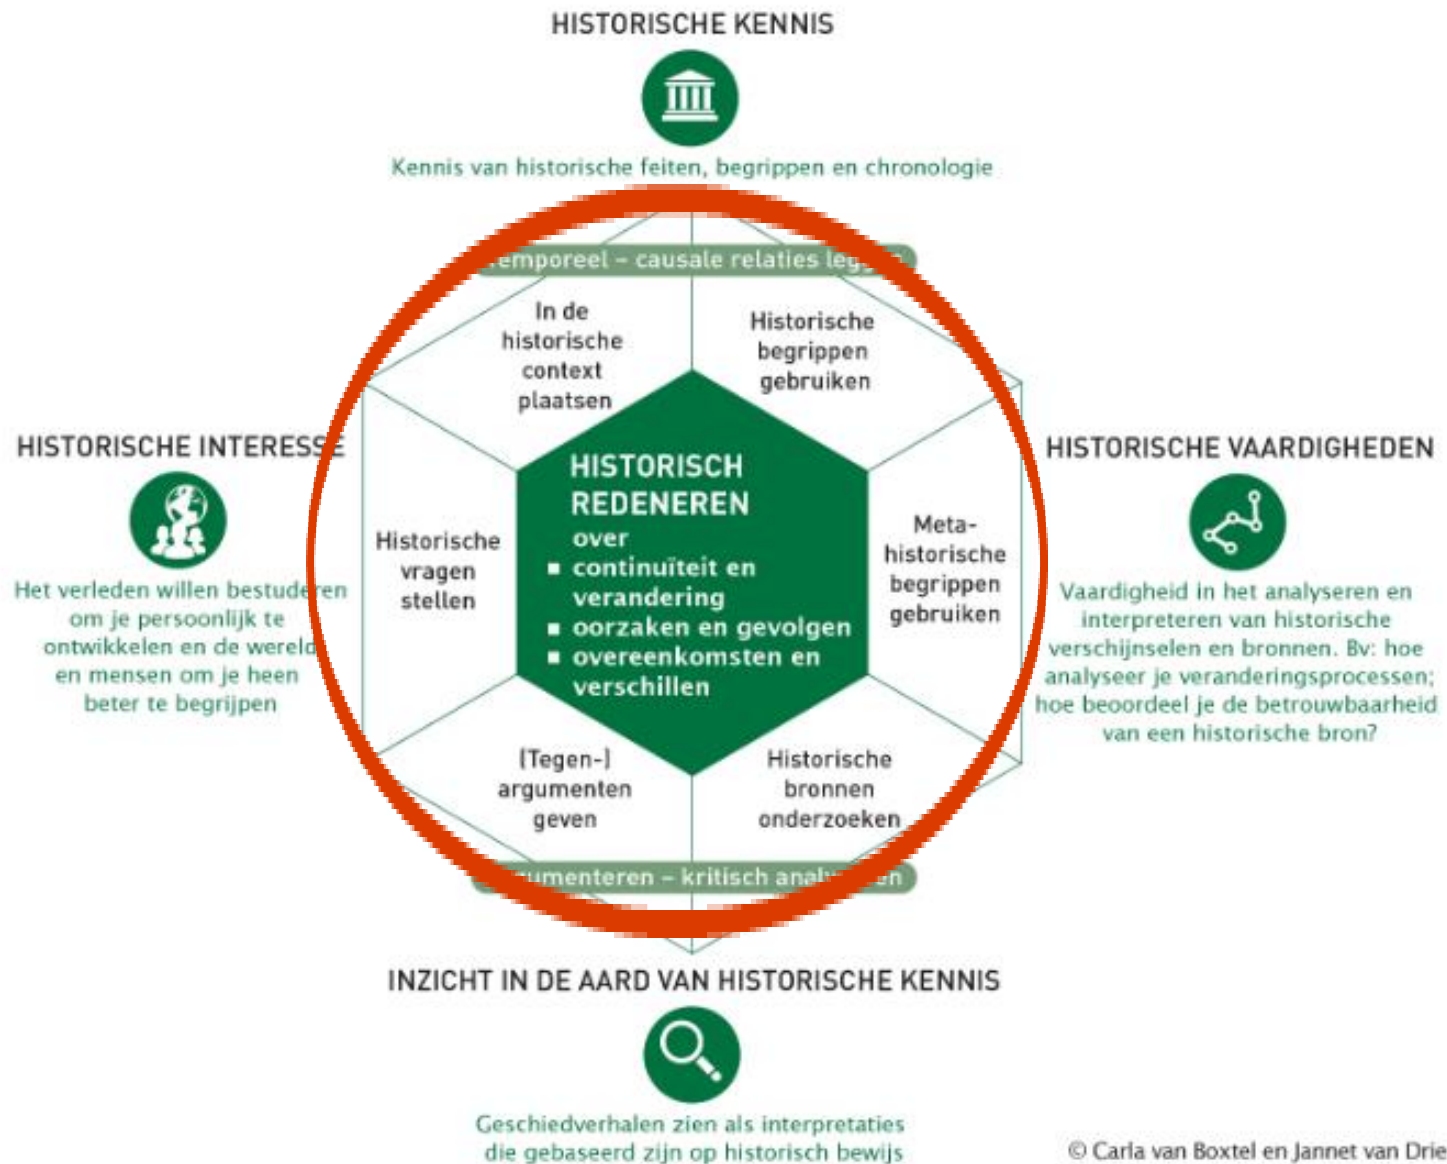 HISTORISCHE KENNIS
Kennis van historische feiten, begrippen en chronologie
temporeel – causale relaties leggen
In de
historische
context
plaatsen
Historische
begrippen
gebruiken
HISTORISCHE INTERESSE
Het verleden willen bestuderen
om je persoonlijk te
ontwikkelen en de wereld
en mensen om je heen
beter te begrijpen
Historische
vragen
stellen
HISTORISCH
REDENEREN
over
▪ continuïteit en
verandering
▪ oorzaken en gevolgen
▪ overeenkomsten en
verschillen
Meta-
historische
begrippen
gebruiken
HISTORISCHE VAARDIGHEDEN
Vaardigheid in het analyseren en
interpreteren van historische
verschijnselen en bronnen. Bv: hoe
analyseer je veranderingsprocessen;
hoe beoordeel je de betrouwbaarheid
van een historische bron?
(Tegen-)
argumenten
geven
Historische
bronnen
onderzoeken
– kritisch
INZICHT IN DE AARD VAN HISTORISCHE KENNIS
Geschiedverhalen zien als interpretaties
die gebaseerd zijn op historisch bewijs
© Carla van Boxtel en Jannet van Drie